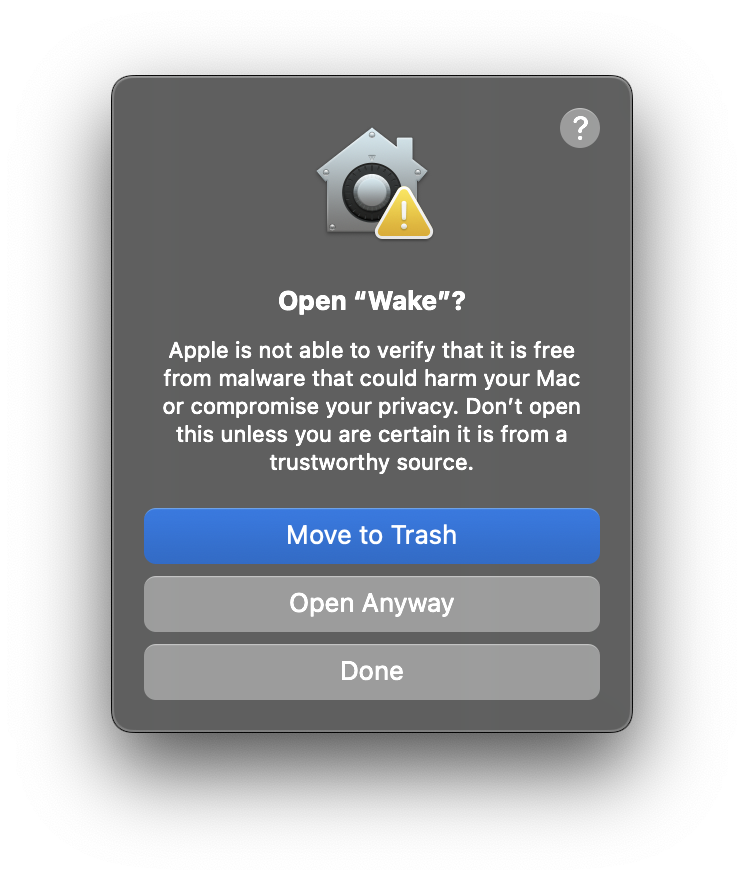 ?
Open “Wake”?
Apple is not able to verify that it is free
from malware that could harm your Mac
or compromise your privacy. Don’t open
this unless you are certain it is from a
trustworthy source.
Move to Trash
Open Anyway
Done